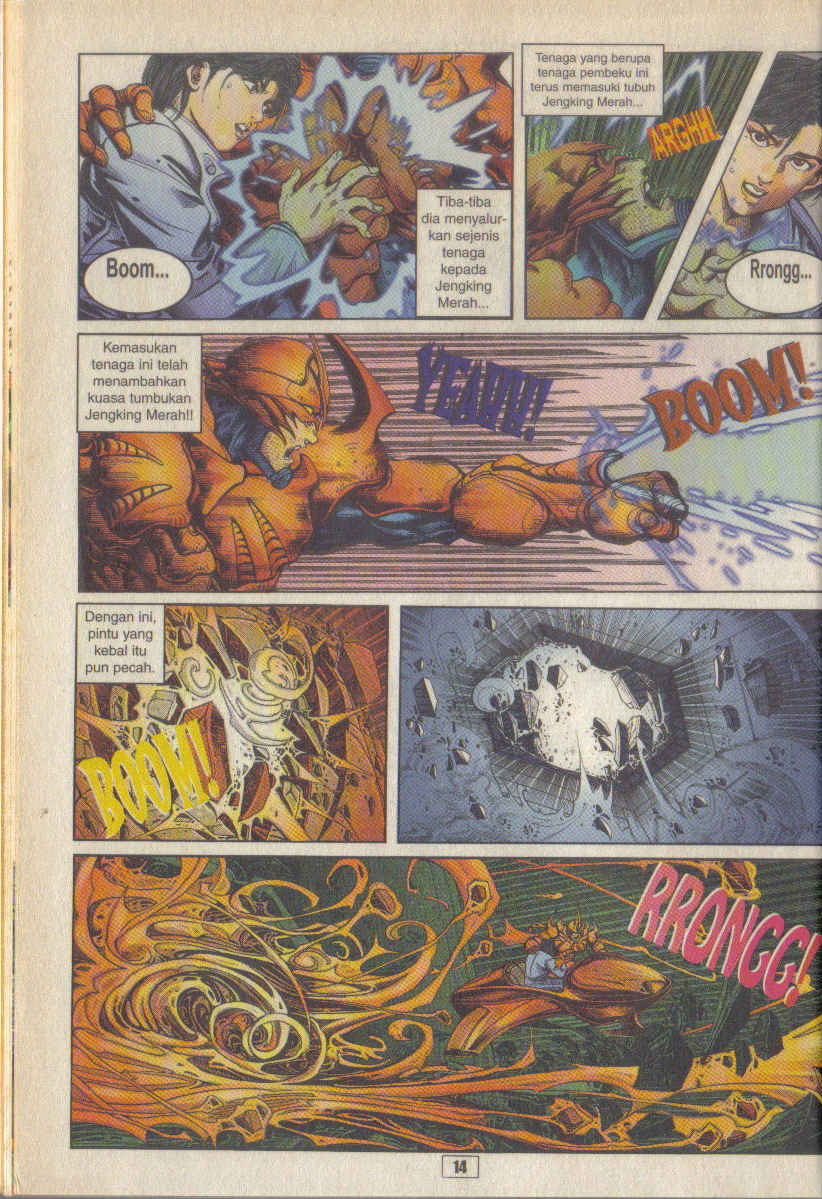 Boom...
Tiba-tiba
dia menyalur-
kan sejenis
tenaga
kepada
Jengking
Merah...
Tenaga yang berupa
tenaga pembeku ini
terus memasuki tubuh
Jengking Merah...
ARGHH!
Rrongg...
Kemasukan
tenaga ini telah
menambahkan
kuasa tumbukan
Jengking Merah!!
YEAHH!
BOOM!
Dengan ini,
pintu yang
kebal itu
pun pecah.
BOOM!
RRONGG!
14